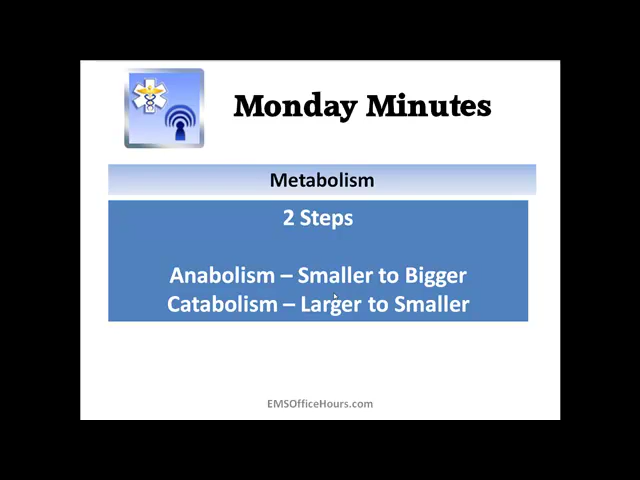 Monday Minutes
Metabolism
2 Steps
Anabolism – Smaller to Bigger
Catabolism – Larger to Smaller
EMSOfficeHours.com